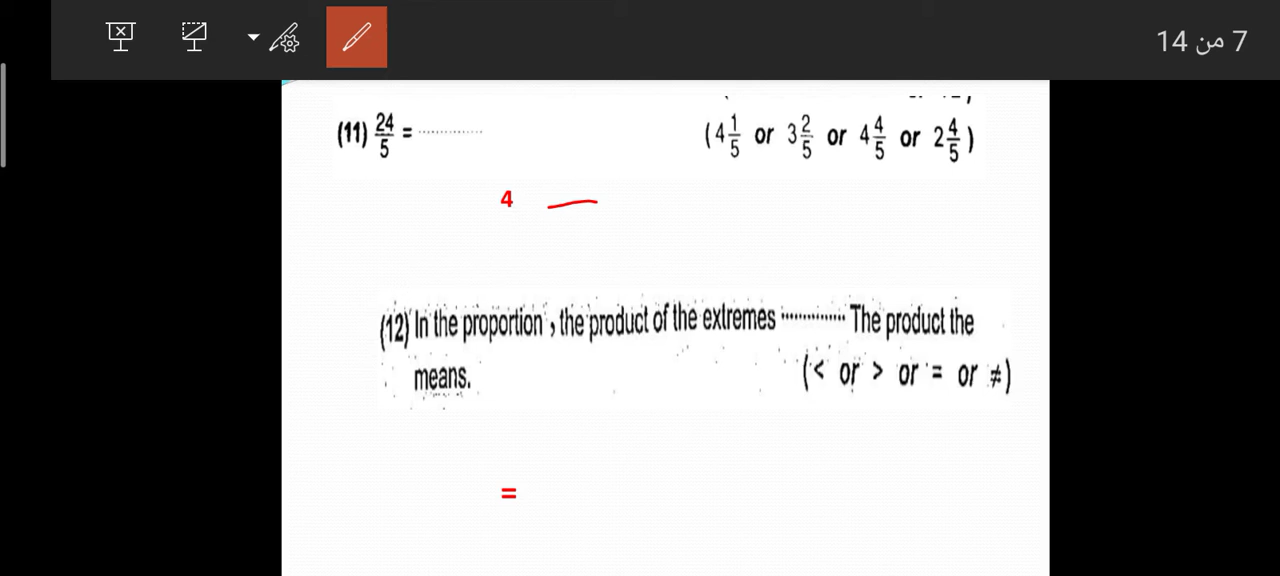 7 من 14
(11) 24/5 = ............ (4 1/5 or 3 2/5 or 4 4/5 or 2 4/5)
4 —
(12) In the proportion , the product of the extremes ............ The product the
means. (< or > or = or ≠)
=